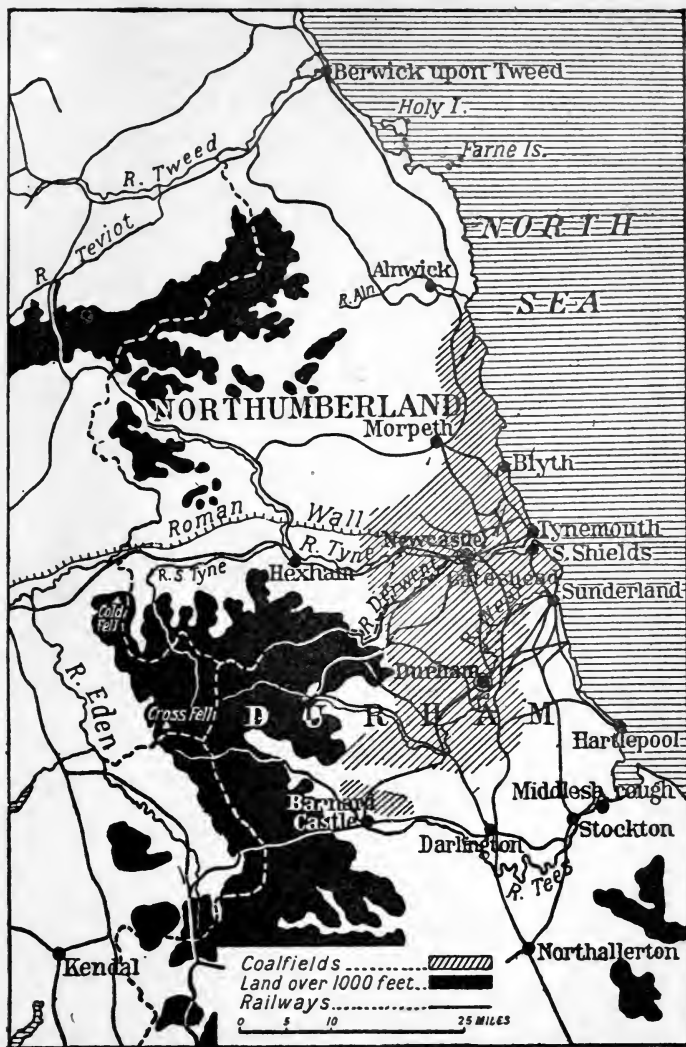 Berwick upon Tweed
Holy I.
Farne Is.
R. Tweed
R Teviot
NORTH
SEA
Alnwick
R. Aln
NORTHUMBERLAND
Morpeth
Blyth
Roman Wall
Newcastle
Tynemouth
R. Tyne
S. Shields
Hexham
R. S. Tyne
Gateshead
R. Derwent
R. Wear
Sunderland
Cold Fell
R. Eden
Durham
Cross Fell
DURHAM
Hartlepool
Middlesbrough
Barnard
Castle
Stockton
Darlington
R. Tees
Northallerton
Kendal
Coalfields
Land over 1000 feet
Railways
0 5 10 25 MILES